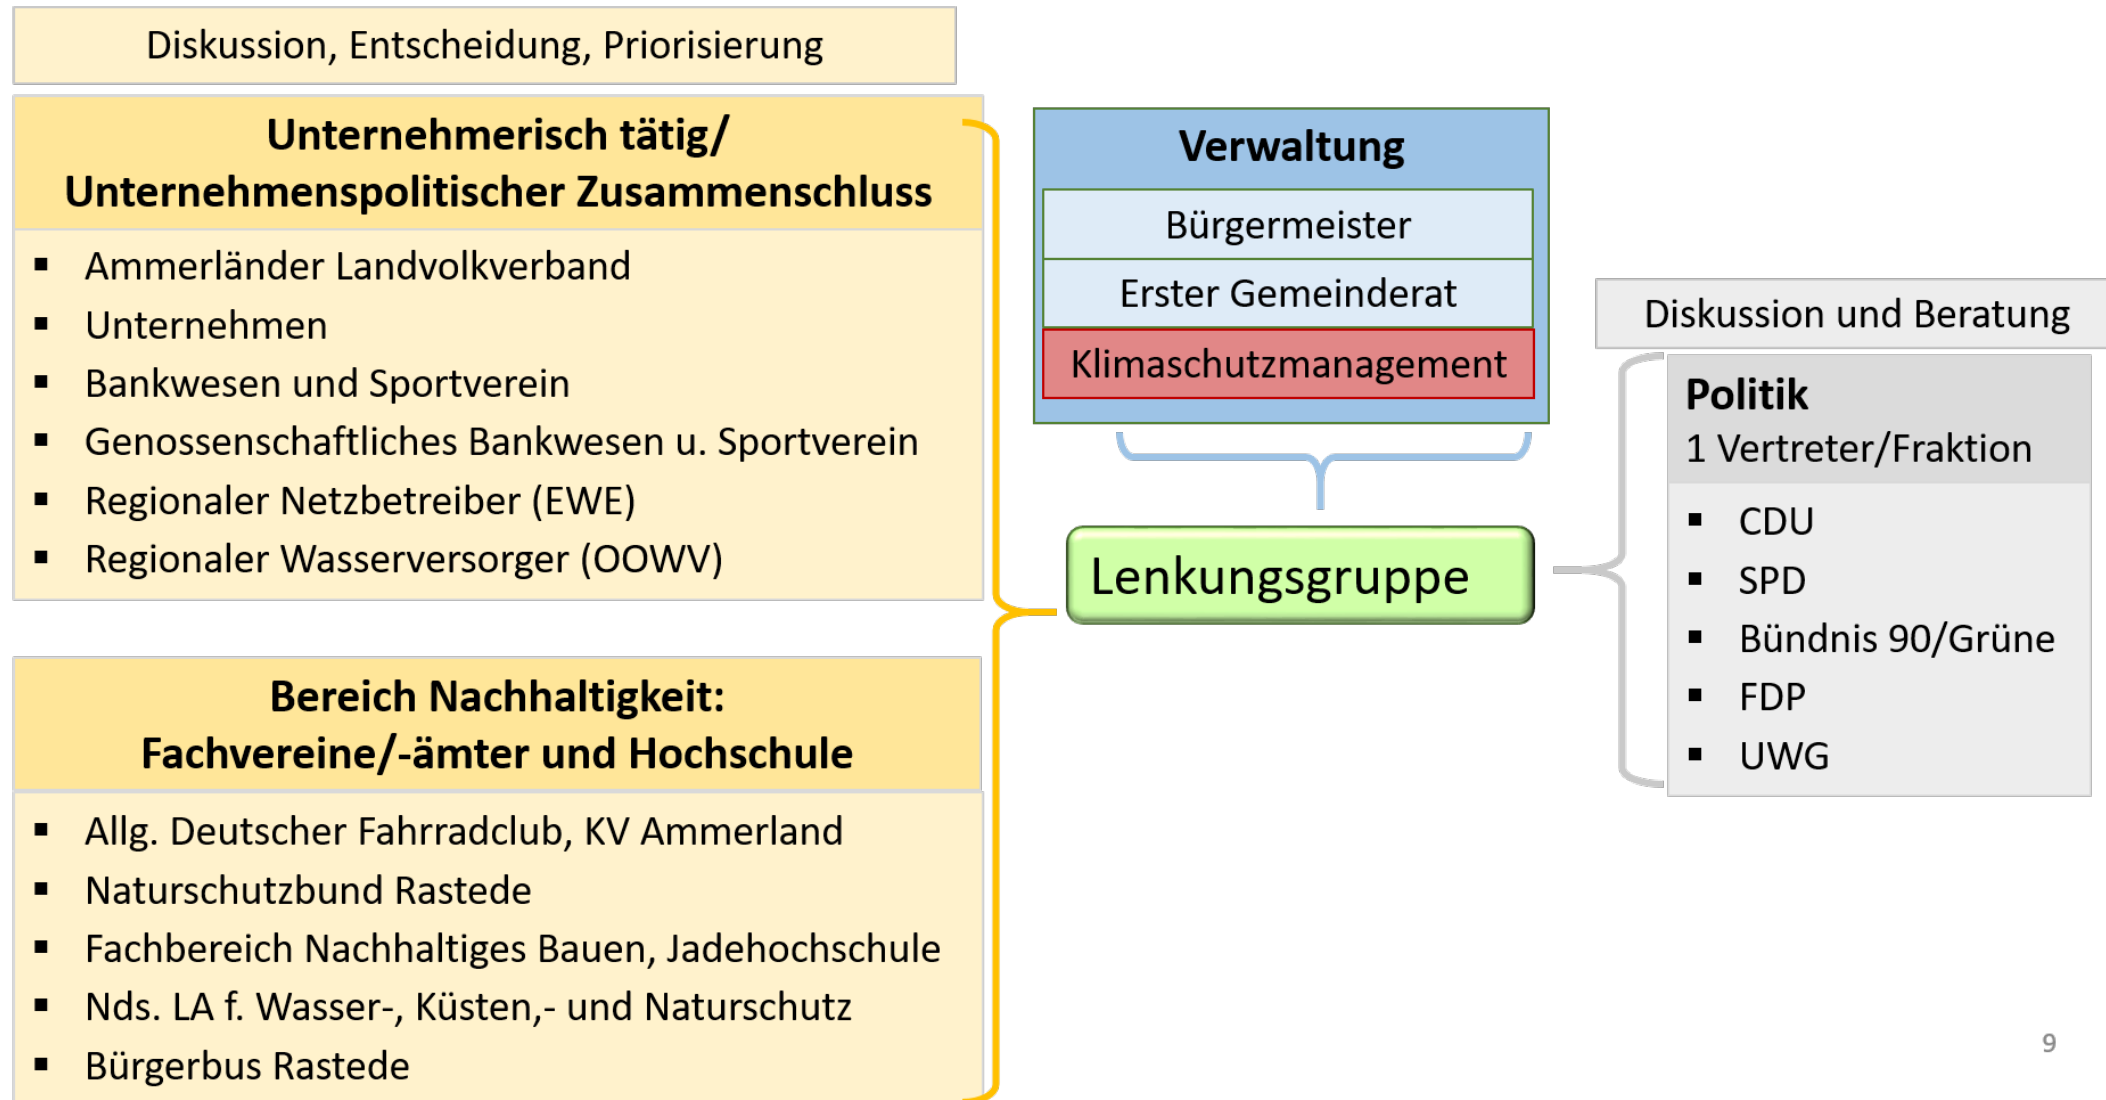 Diskussion, Entscheidung, Priorisierung
Unternehmerisch tätig/
Unternehmenspolitischer Zusammenschluss
▪ Ammerländer Landvolkverband
▪ Unternehmen
▪ Bankwesen und Sportverein
▪ Genossenschaftliches Bankwesen u. Sportverein
▪ Regionaler Netzbetreiber (EWE)
▪ Regionaler Wasserversorger (OOWV)
Bereich Nachhaltigkeit:
Fachvereine/-ämter und Hochschule
▪ Allg. Deutscher Fahrradclub, KV Ammerland
▪ Naturschutzbund Rastede
▪ Fachbereich Nachhaltiges Bauen, Jadehochschule
▪ Nds. LA f. Wasser-, Küsten,- und Naturschutz
▪ Bürgerbus Rastede
Verwaltung
Bürgermeister
Erster Gemeinderat
Klimaschutzmanagement
Lenkungsgruppe
Diskussion und Beratung
Politik
1 Vertreter/Fraktion
▪ CDU
▪ SPD
▪ Bündnis 90/Grüne
▪ FDP
▪ UWG
9